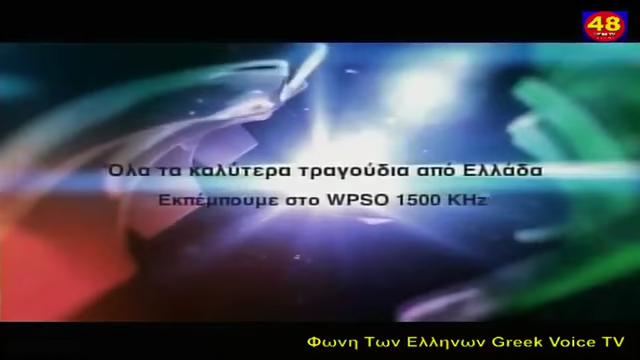 48
Όλα τα καλύτερα τραγούδια από Ελλάδα
Εκπέμπουμε στο WPSO 1500 KHz
Φωνη Των Ελληνων Greek Voice TV